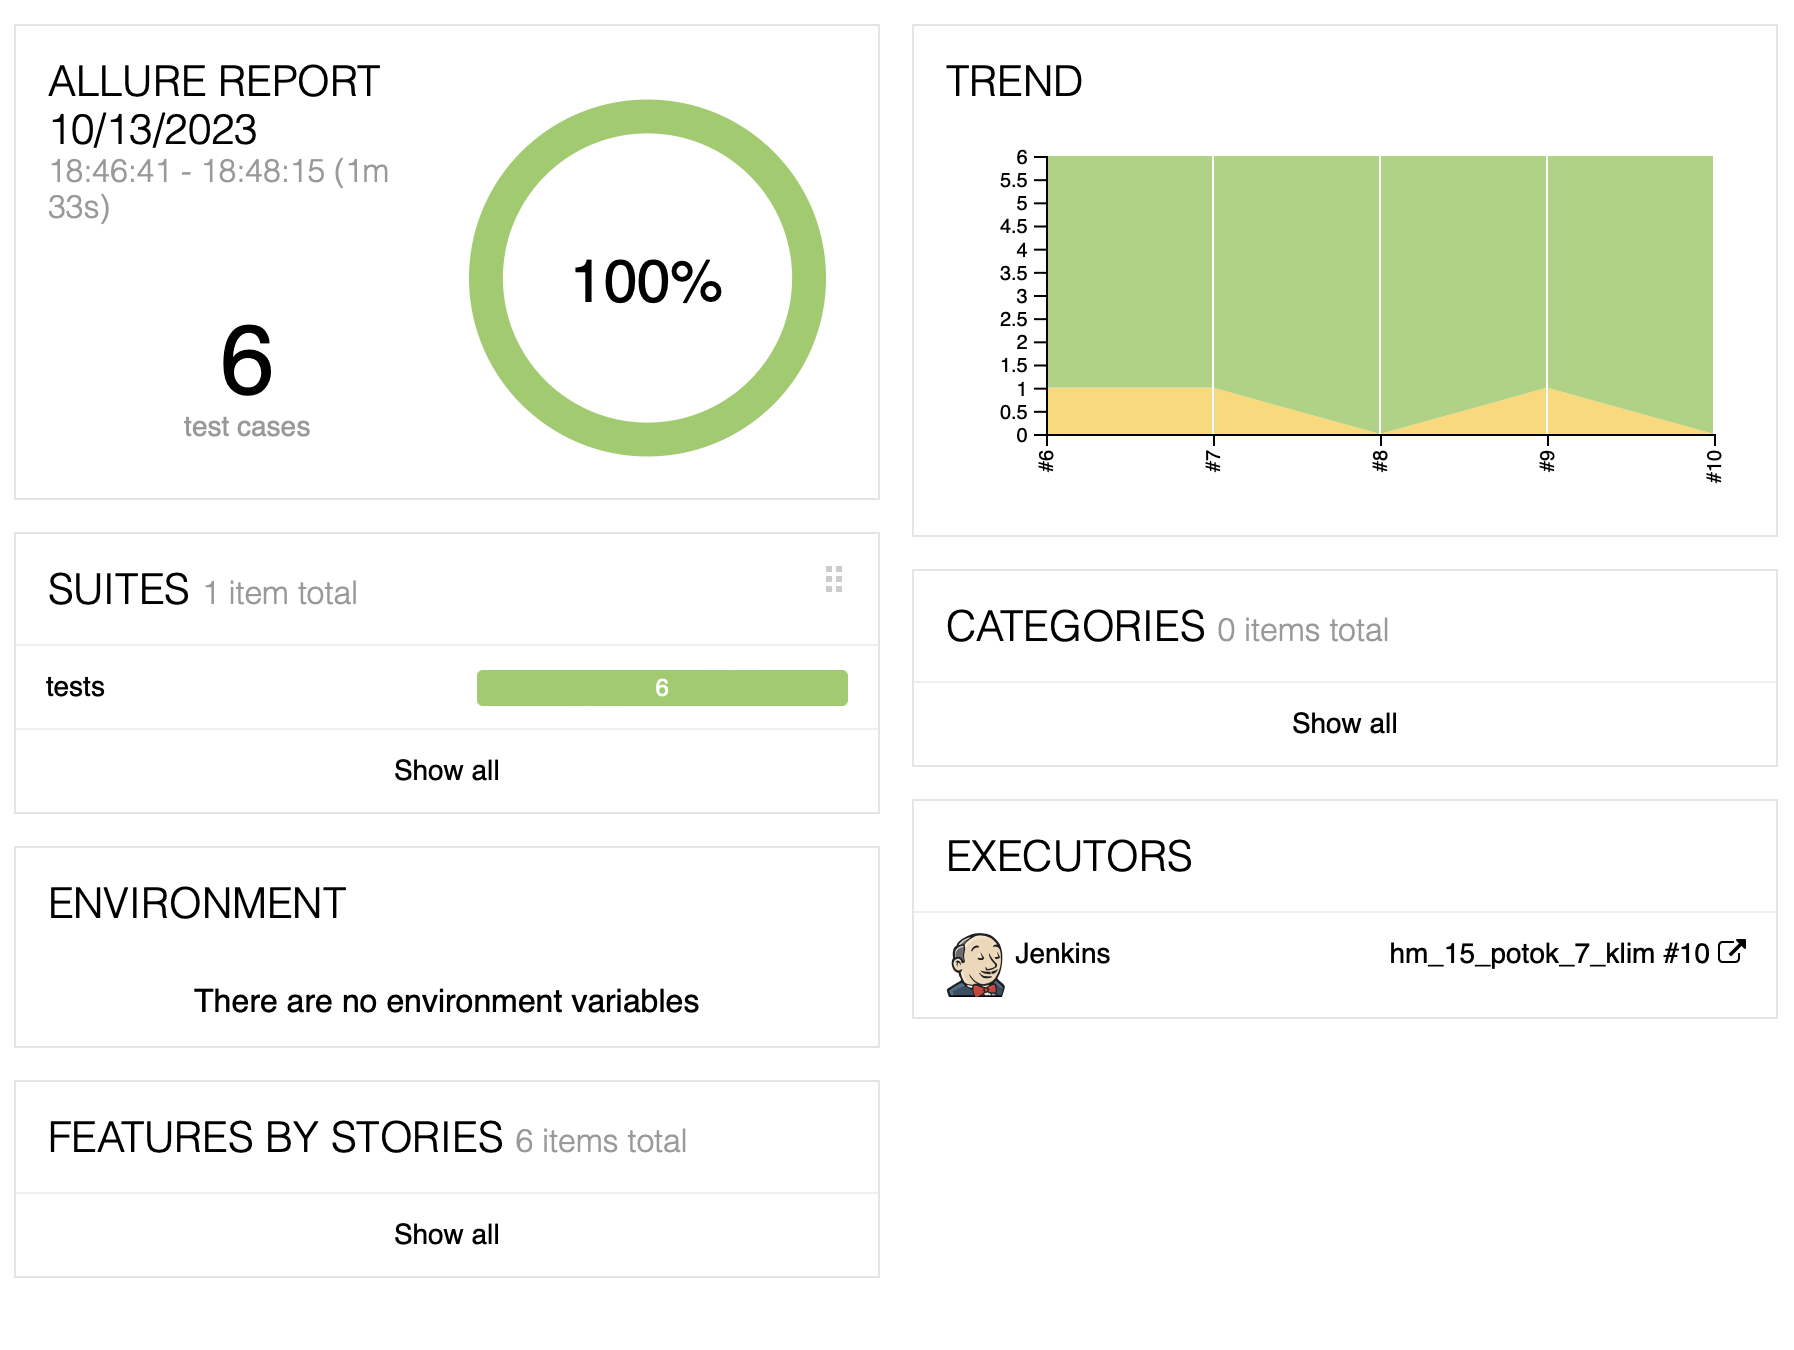 ALLURE REPORT
10/13/2023
18:46:41 - 18:48:15 (1m
33s)
6
test cases
100%
SUITES 1 item total
tests 6
Show all
ENVIRONMENT
There are no environment variables
FEATURES BY STORIES 6 items total
Show all
TREND
6
5.5
5
4.5
4
3.5
3
2.5
2
1.5
1
0.5
0
#6 #7 #8 #9 #10
CATEGORIES 0 items total
Show all
EXECUTORS
Jenkins hm_15_potok_7_klim #10